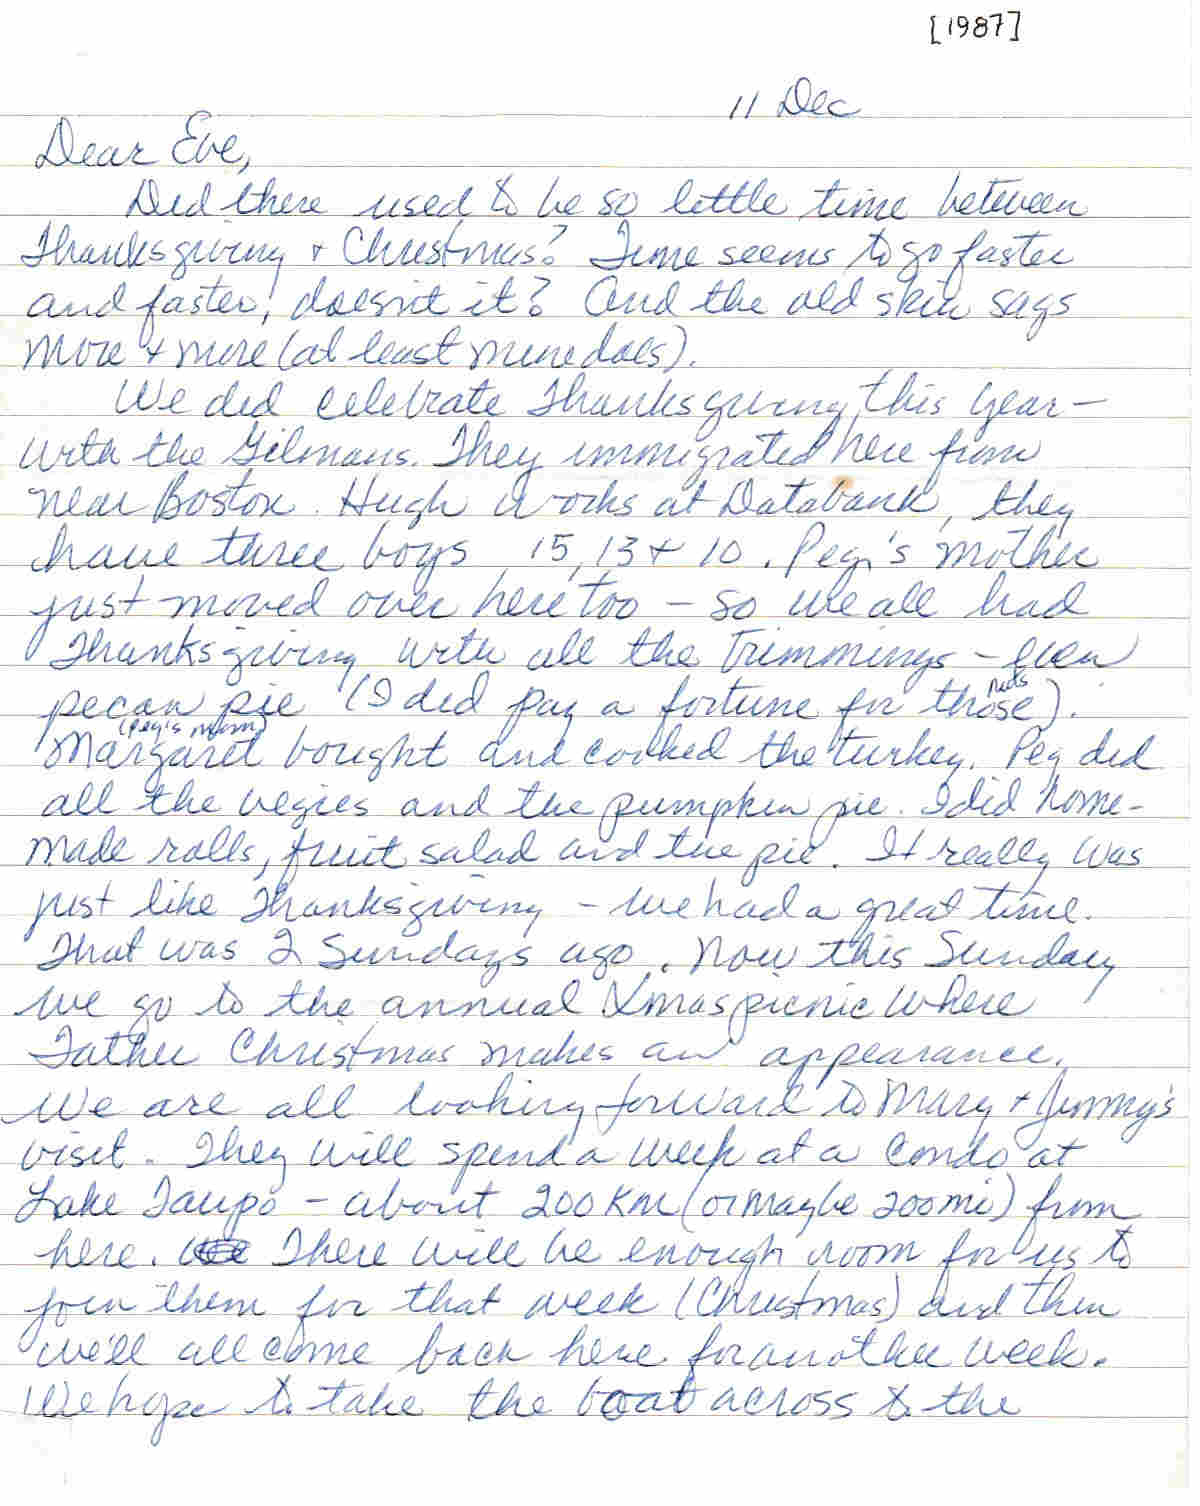 [1987]
11 Dec
Dear Eve,
Did there used to be so little time between
Thanksgiving + Christmas? Time seems to go faster
and faster, doesn't it? And the old skin sags
more + more (at least mine does).
We did celebrate Thanksgiving this year –
with the Gilmans. They immigrated here from
near Boston. Hugh works at Databank, they
have three boys 15, 13 + 10. Peg's mother
just moved over here too – so we all had
Thanksgiving with all the trimmings – even
nuts
pecan pie (I did pay a fortune for those).
(Peg's mom)
Margaret bought and cooked the turkey. Peg did
all the vegies and the pumpkin pie. I did home-
made rolls, fruit salad and the pie. It really was
just like Thanksgiving – we had a great time.
That was 2 Sundays ago. Now this Sunday
we go to the annual Xmas picnic where
Father Christmas makes an appearance.
We are all looking forward to Mary + Jimmy's
visit. They will spend a week at a condo at
Lake Taupo – about 200 km (or maybe 200 mi) from
here. There will be enough room for us to
join them for that week (Christmas) and then
we'll all come back here for another week.
We hope to take the boat across to the